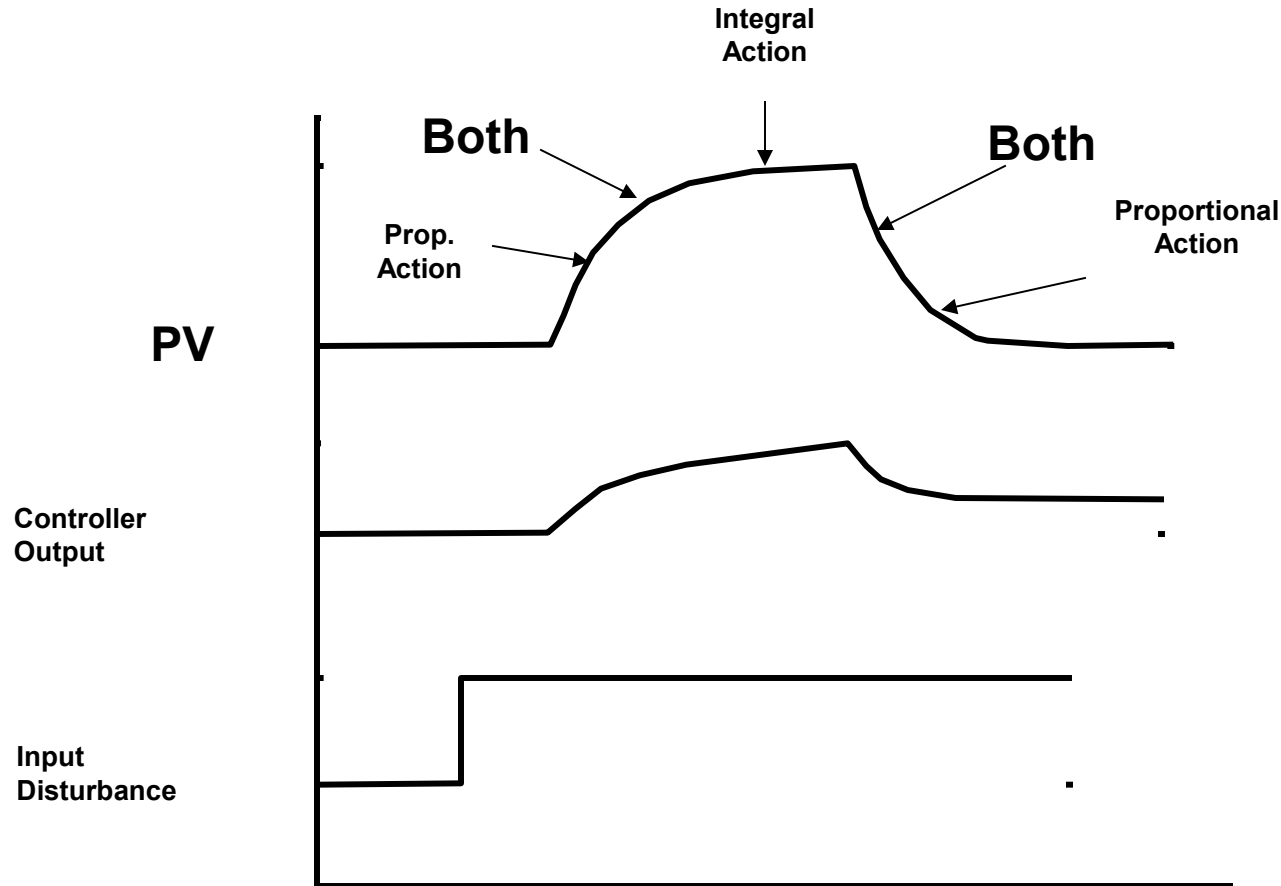 Integral
Action
Both
Both
Prop.
Action
Proportional
Action
PV
Controller
Output
Input
Disturbance